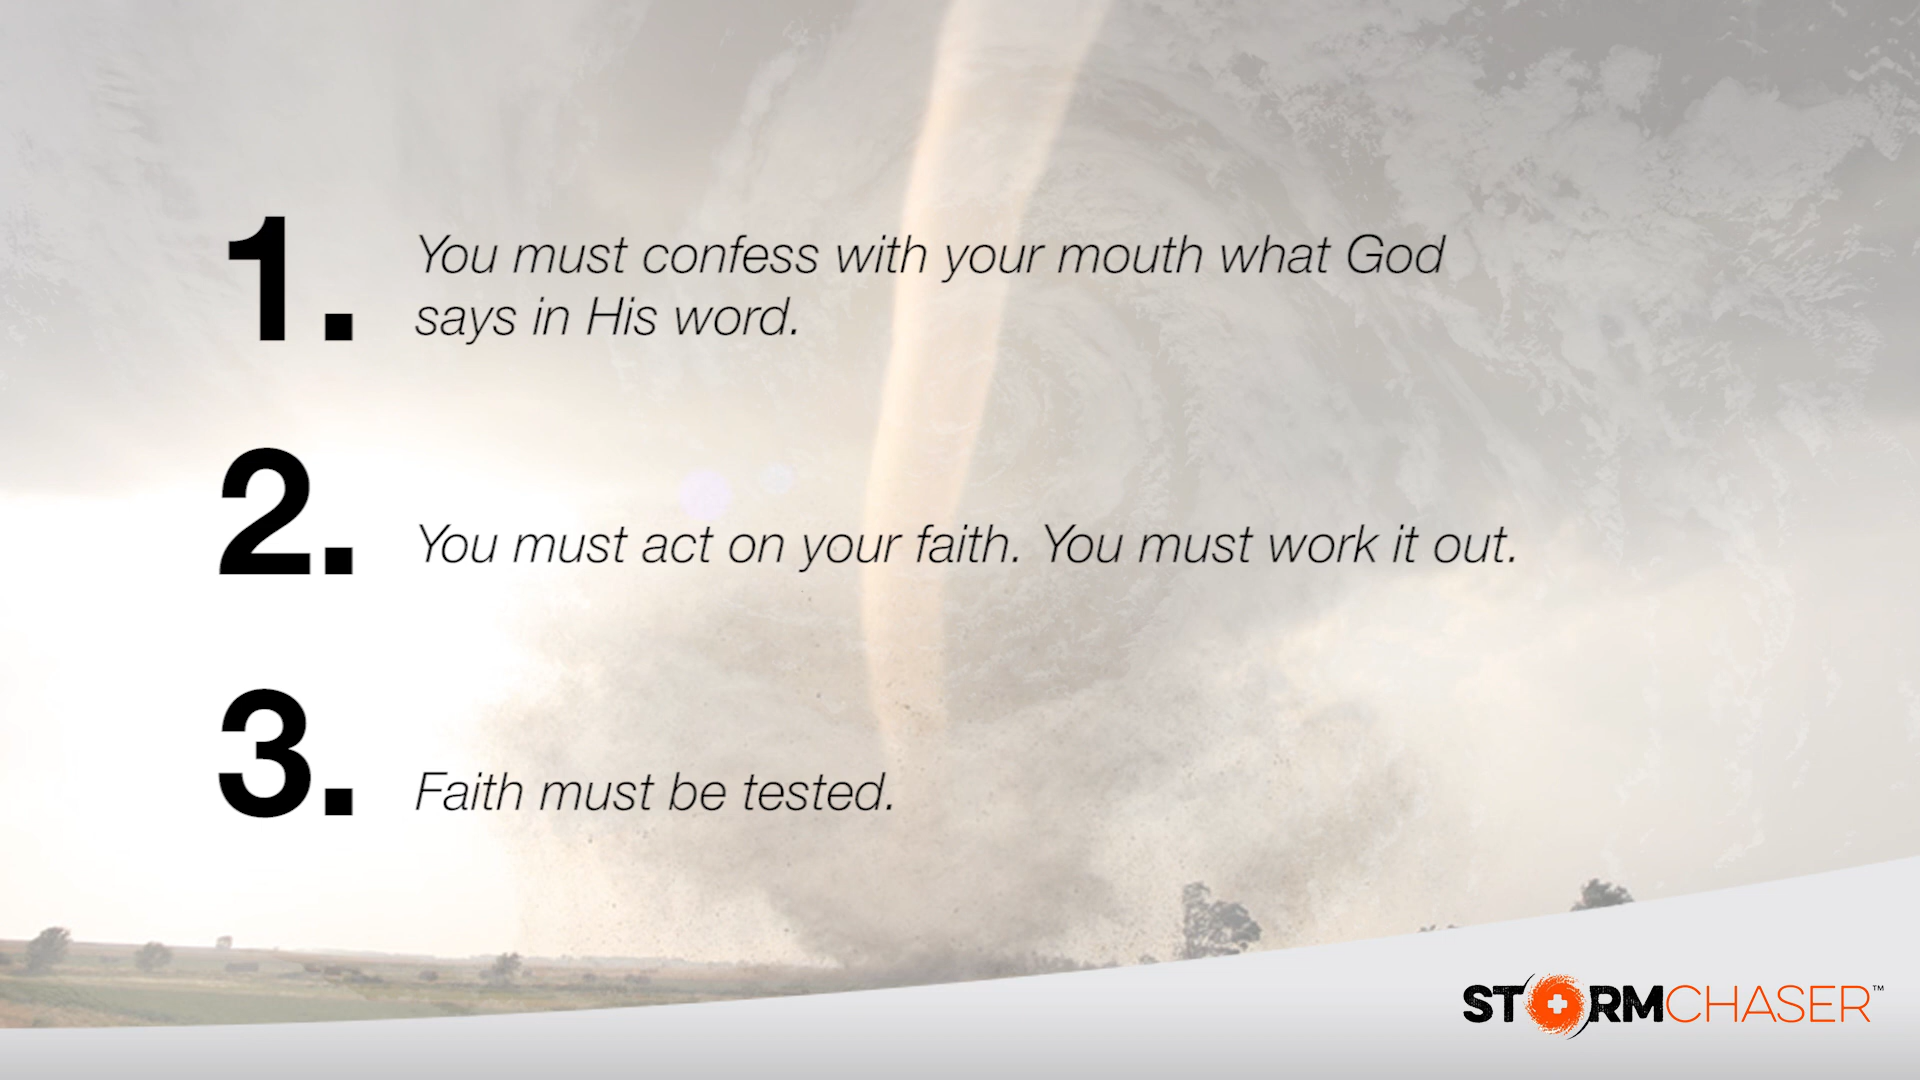 1. You must confess with your mouth what God
says in His word.
2. You must act on your faith. You must work it out.
3. Faith must be tested.
STORMCHASER™